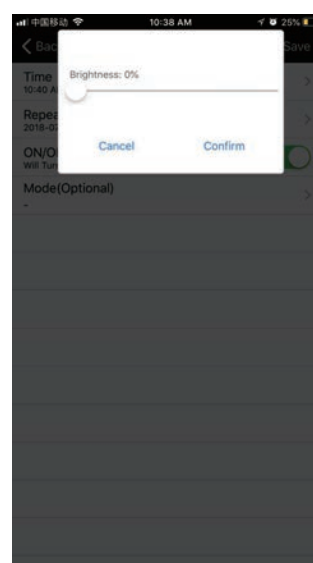 中国移动 10:38 AM 25%
Back Save
Brightness: 0%
Time
10:40 A
Repea
2018-0
Cancel Confirm
ON/O
Will Turn
Mode(Optional)
-